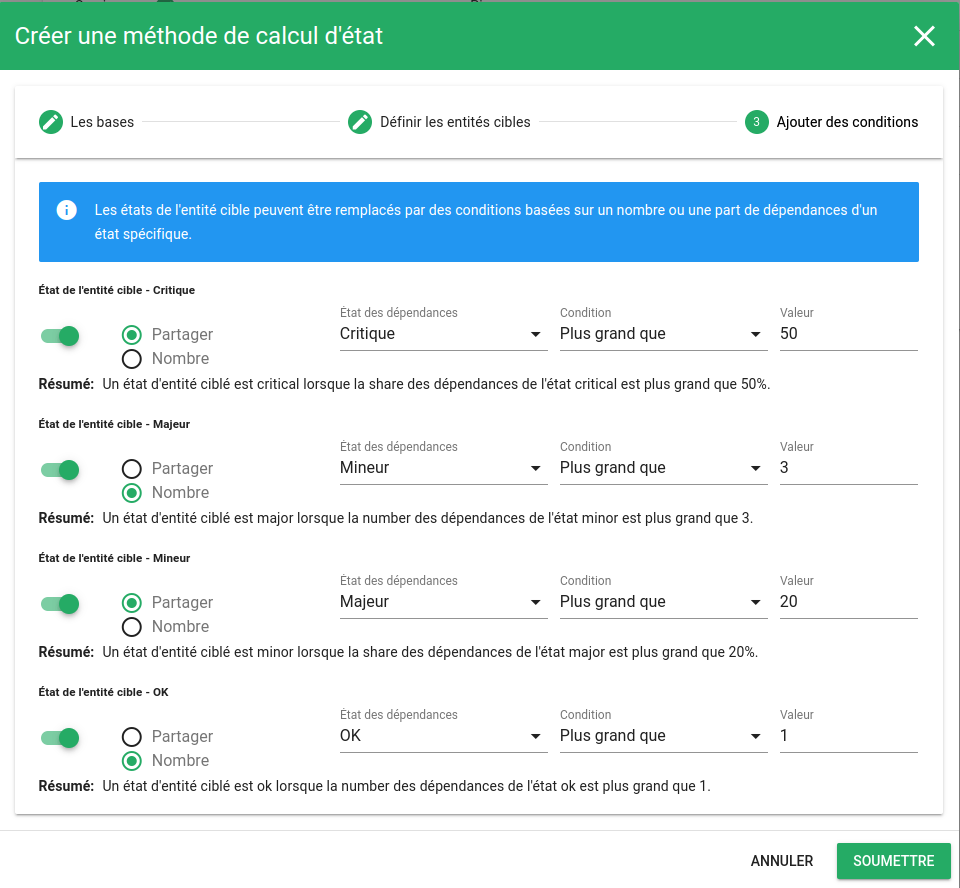 Créer une méthode de calcul d'état
Les bases
Définir les entités cibles
3 Ajouter des conditions
Les états de l'entité cible peuvent être remplacés par des conditions basées sur un nombre ou une part de dépendances d'un
état spécifique.
État de l'entité cible - Critique
État des dépendances Condition Valeur
Partager Critique Plus grand que 50
Nombre
Résumé: Un état d'entité ciblé est critical lorsque la share des dépendances de l'état critical est plus grand que 50%.
État de l'entité cible - Majeur
État des dépendances Condition Valeur
Partager Mineur Plus grand que 3
Nombre
Résumé: Un état d'entité ciblé est major lorsque la number des dépendances de l'état minor est plus grand que 3.
État de l'entité cible - Mineur
État des dépendances Condition Valeur
Partager Majeur Plus grand que 20
Nombre
Résumé: Un état d'entité ciblé est minor lorsque la share des dépendances de l'état major est plus grand que 20%.
État de l'entité cible - OK
État des dépendances Condition Valeur
Partager OK Plus grand que 1
Nombre
Résumé: Un état d'entité ciblé est ok lorsque la number des dépendances de l'état ok est plus grand que 1.
ANNULER SOUMETTRE